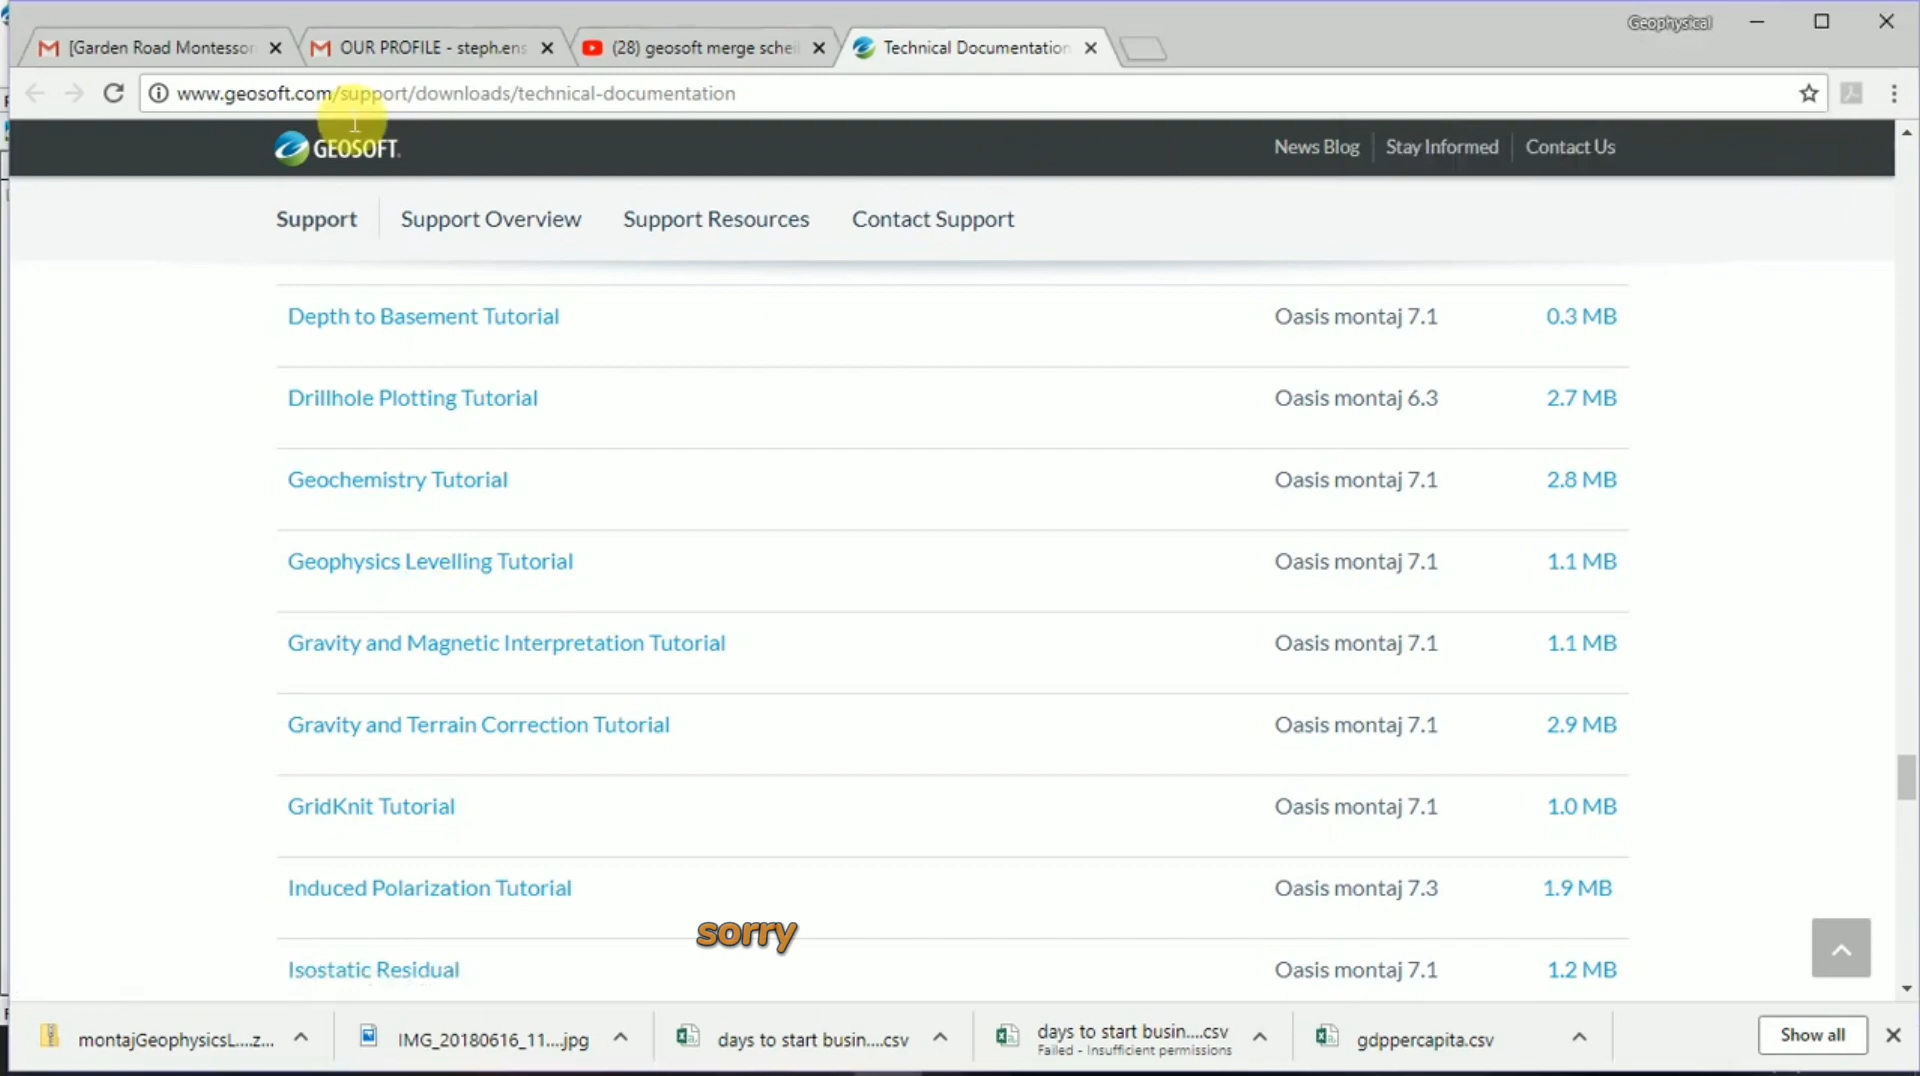 Geophysical
[Garden Road Montessor
OUR PROFILE - steph.ens
(28) geosoft merge schei
Technical Documentation
www.geosoft.com/support/downloads/technical-documentation
GEOSOFT
News Blog
Stay Informed
Contact Us
Support
Support Overview
Support Resources
Contact Support
Depth to Basement Tutorial Oasis montaj 7.1 0.3 MB
Drillhole Plotting Tutorial Oasis montaj 6.3 2.7 MB
Geochemistry Tutorial Oasis montaj 7.1 2.8 MB
Geophysics Levelling Tutorial Oasis montaj 7.1 1.1 MB
Gravity and Magnetic Interpretation Tutorial Oasis montaj 7.1 1.1 MB
Gravity and Terrain Correction Tutorial Oasis montaj 7.1 2.9 MB
GridKnit Tutorial Oasis montaj 7.1 1.0 MB
Induced Polarization Tutorial Oasis montaj 7.3 1.9 MB
sorry
Isostatic Residual Oasis montaj 7.1 1.2 MB
montajGeophysicsL....z...
IMG_20180616_11....jpg
days to start busin....csv
days to start busin....csv
Failed - Insufficient permissions
gdppercapita.csv
Show all